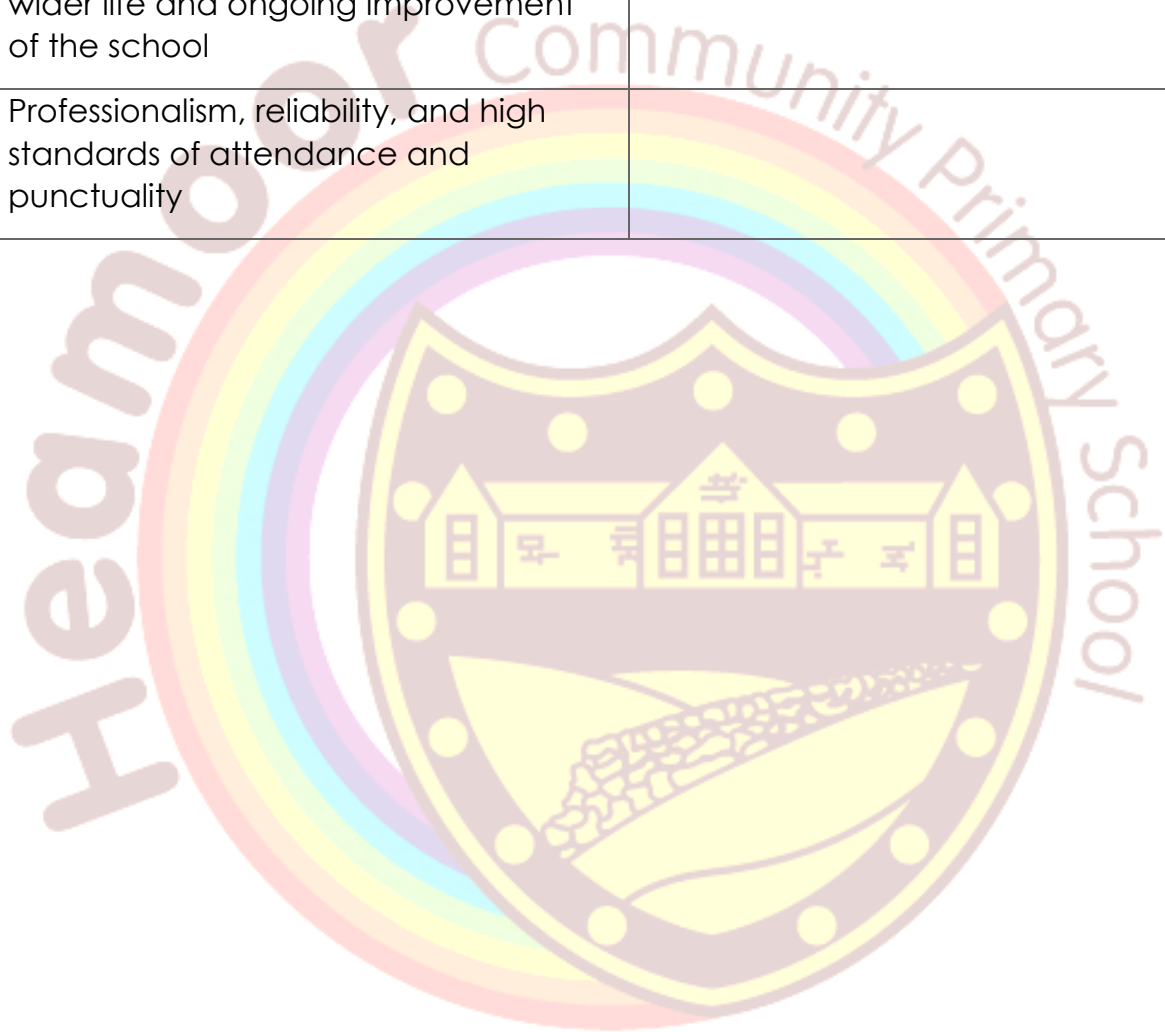 wider life and ongoing improvement
of the school
Professionalism, reliability, and high
standards of attendance and
punctuality
Heamoor Community Primary School